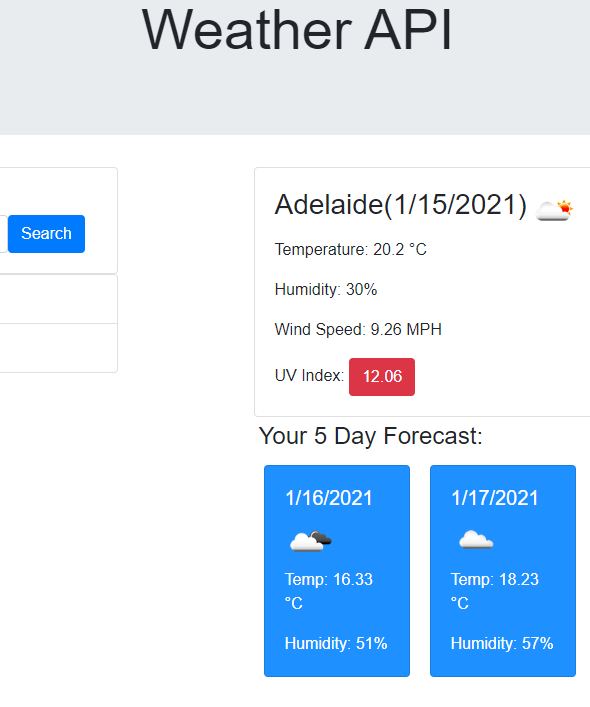 Weather API
Search
Adelaide(1/15/2021)
Temperature: 20.2 °C
Humidity: 30%
Wind Speed: 9.26 MPH
UV Index: 12.06
Your 5 Day Forecast:
1/16/2021
Temp: 16.33
°C
Humidity: 51%
1/17/2021
Temp: 18.23
°C
Humidity: 57%